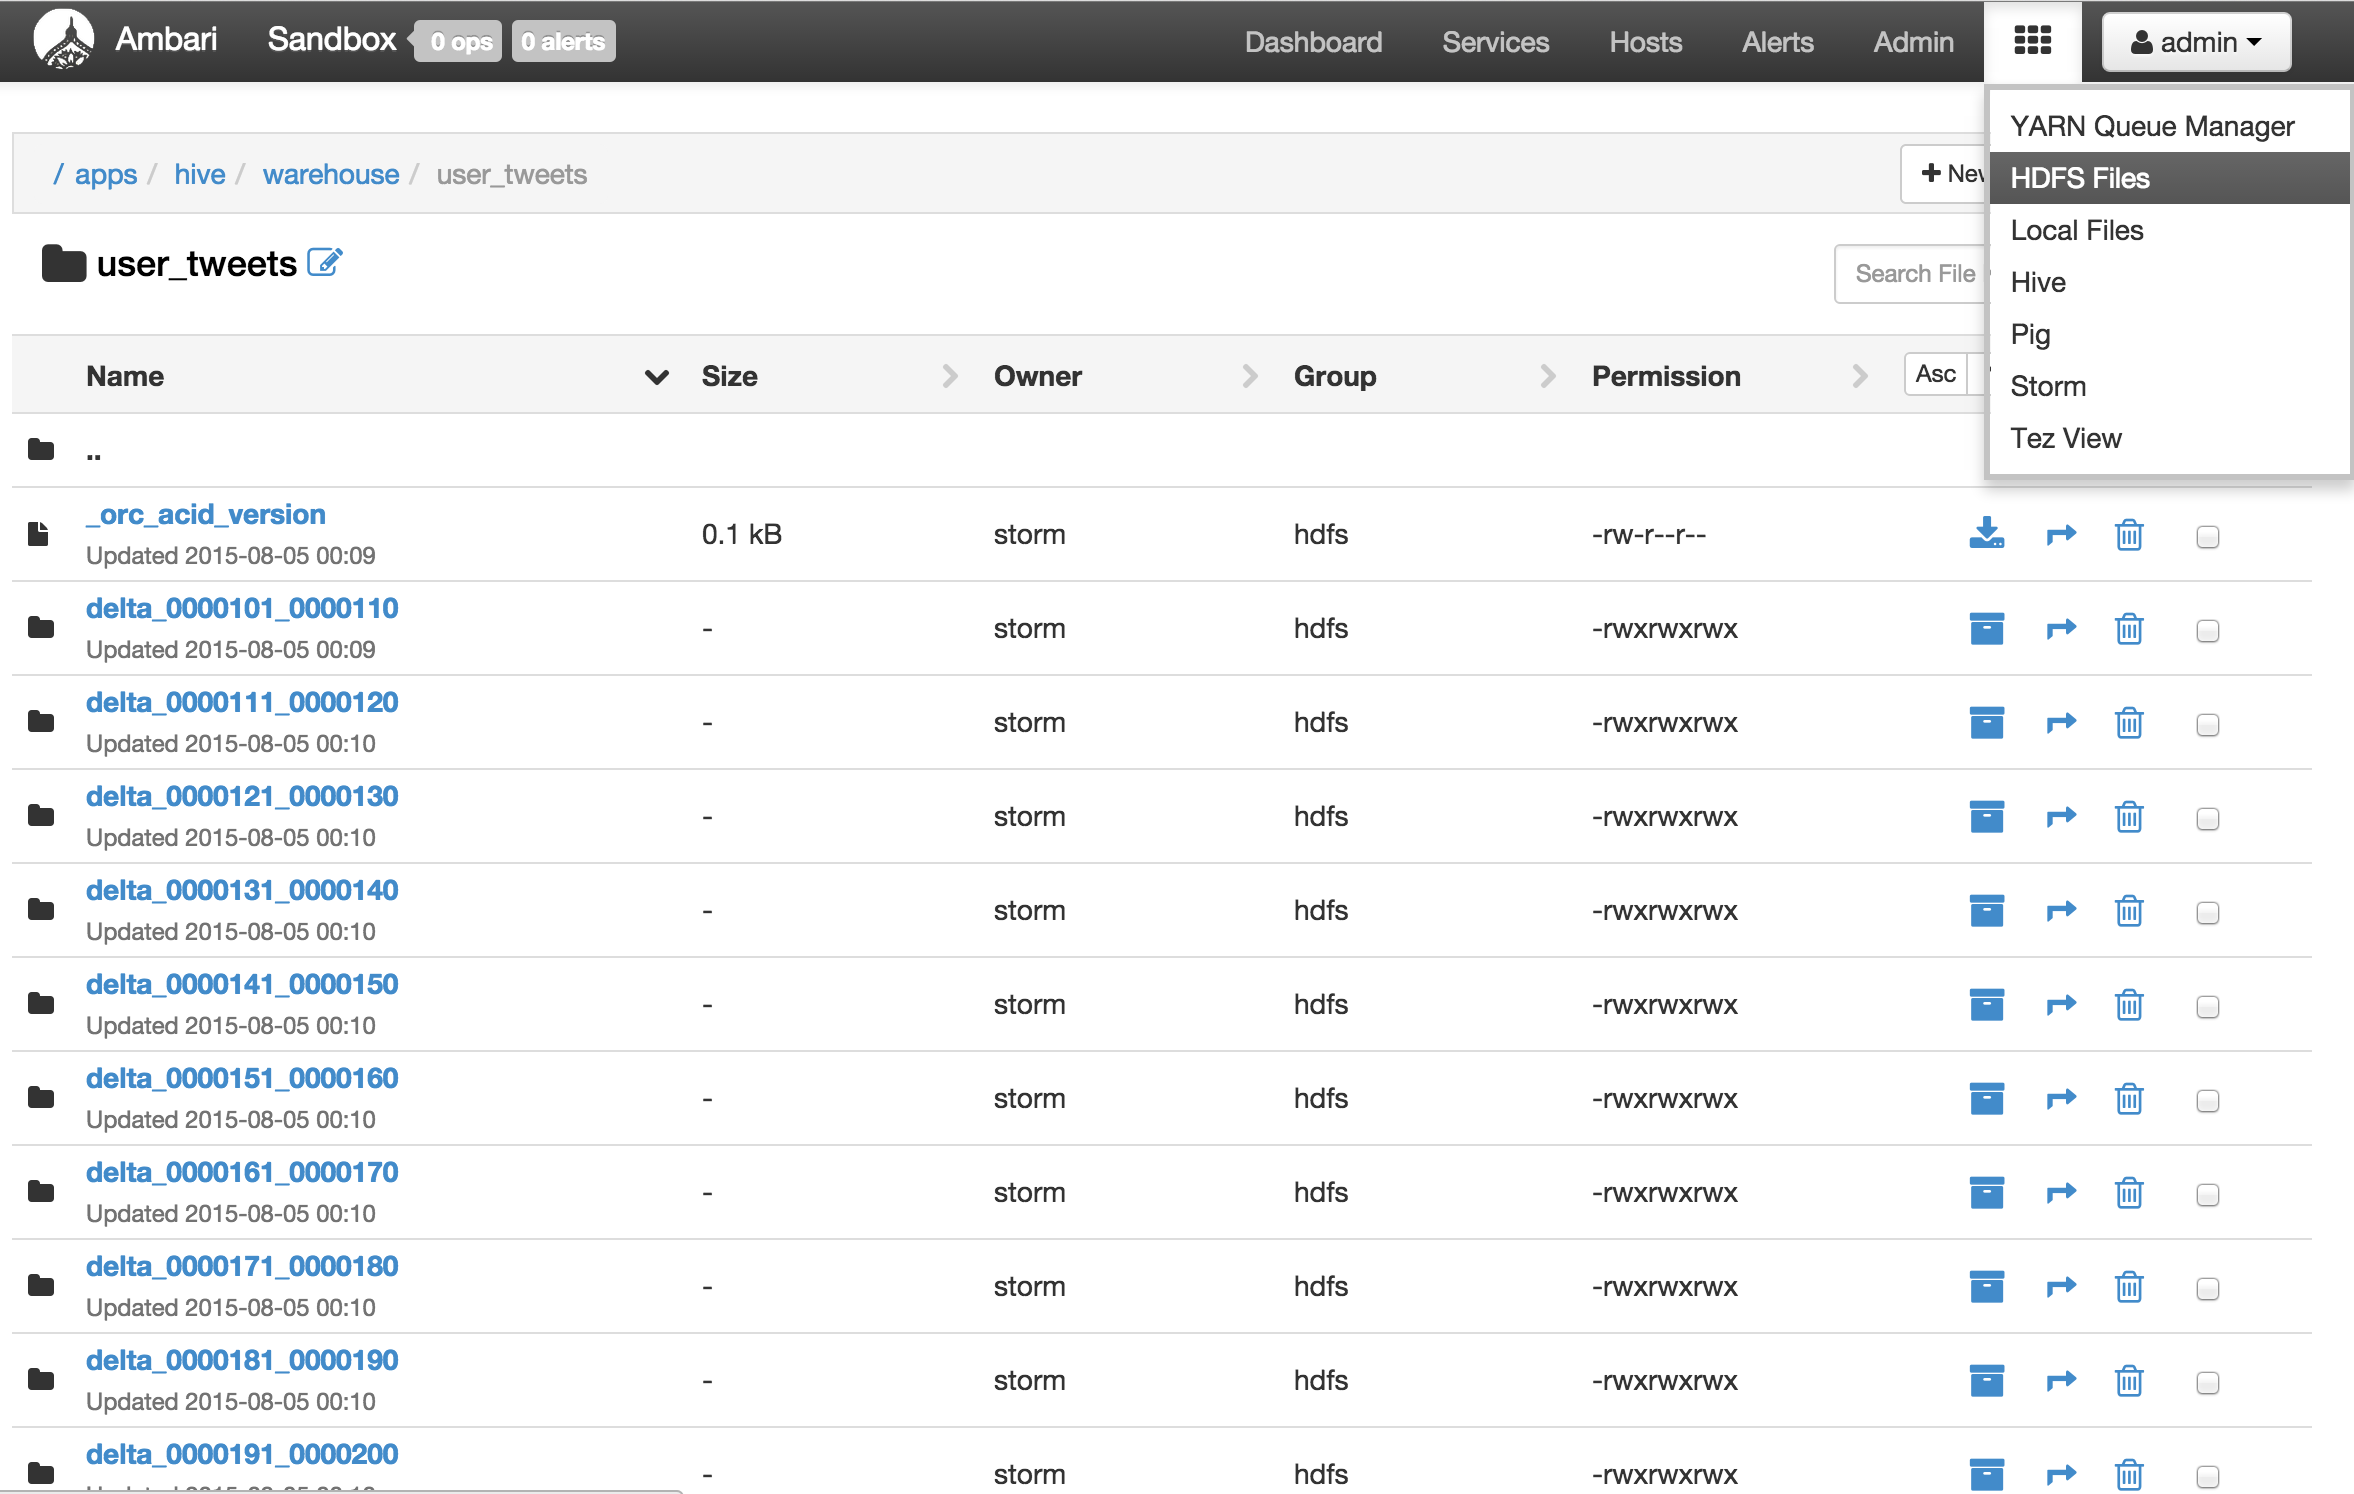 Ambari Sandbox 0 ops 0 alerts Dashboard Services Hosts Alerts Admin admin
YARN Queue Manager
HDFS Files
Local Files
Hive
Pig
Storm
Tez View
/ apps / hive / warehouse / user_tweets + New
user_tweets Search File
Name Size Owner Group Permission Asc
..
_orc_acid_version 0.1 kB storm hdfs -rw-r--r--
Updated 2015-08-05 00:09
delta_0000101_0000110 - storm hdfs -rwxrwxrwx
Updated 2015-08-05 00:09
delta_0000111_0000120 - storm hdfs -rwxrwxrwx
Updated 2015-08-05 00:10
delta_0000121_0000130 - storm hdfs -rwxrwxrwx
Updated 2015-08-05 00:10
delta_0000131_0000140 - storm hdfs -rwxrwxrwx
Updated 2015-08-05 00:10
delta_0000141_0000150 - storm hdfs -rwxrwxrwx
Updated 2015-08-05 00:10
delta_0000151_0000160 - storm hdfs -rwxrwxrwx
Updated 2015-08-05 00:10
delta_0000161_0000170 - storm hdfs -rwxrwxrwx
Updated 2015-08-05 00:10
delta_0000171_0000180 - storm hdfs -rwxrwxrwx
Updated 2015-08-05 00:10
delta_0000181_0000190 - storm hdfs -rwxrwxrwx
Updated 2015-08-05 00:10
delta_0000191_0000200 - storm hdfs -rwxrwxrwx